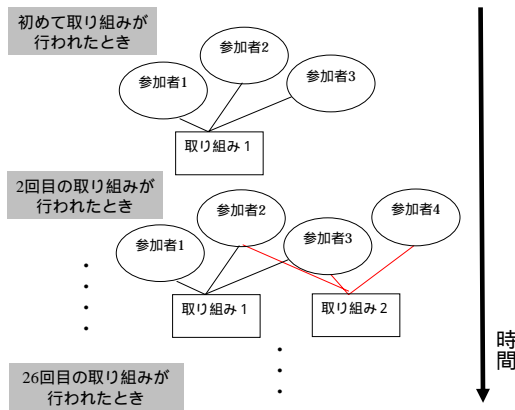 初めて取り組みが
行われたとき
参加者1
参加者2
参加者3
取り組み1
2回目の取り組みが
行われたとき
参加者1
参加者2
参加者3
参加者4
取り組み1
取り組み2
26回目の取り組みが
行われたとき
時間